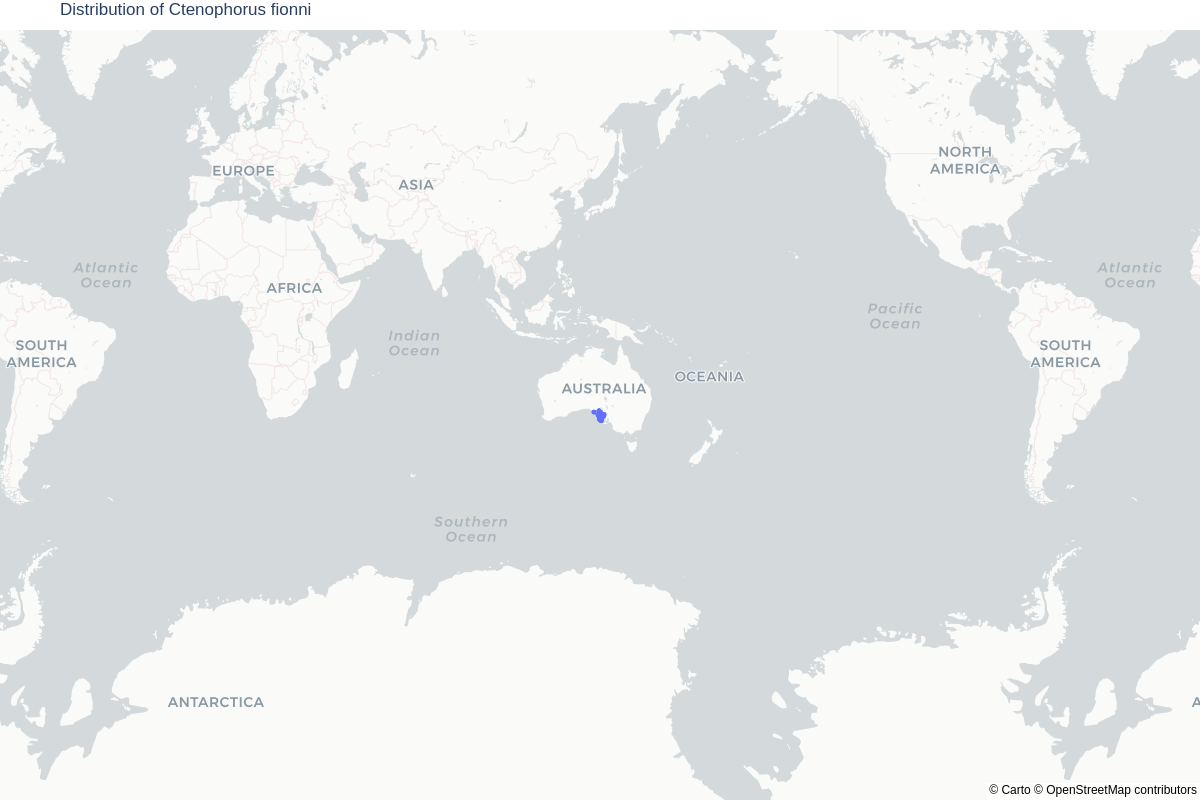 Distribution of Ctenophorus fionni
EUROPE
ASIA
NORTH
AMERICA
Atlantic
Ocean
AFRICA
Indian
Ocean
Pacific
Ocean
Atlantic
Ocean
SOUTH
AMERICA
AUSTRALIA
OCEANIA
SOUTH
AMERICA
Southern
Ocean
ANTARCTICA
A
© Carto © OpenStreetMap contributors